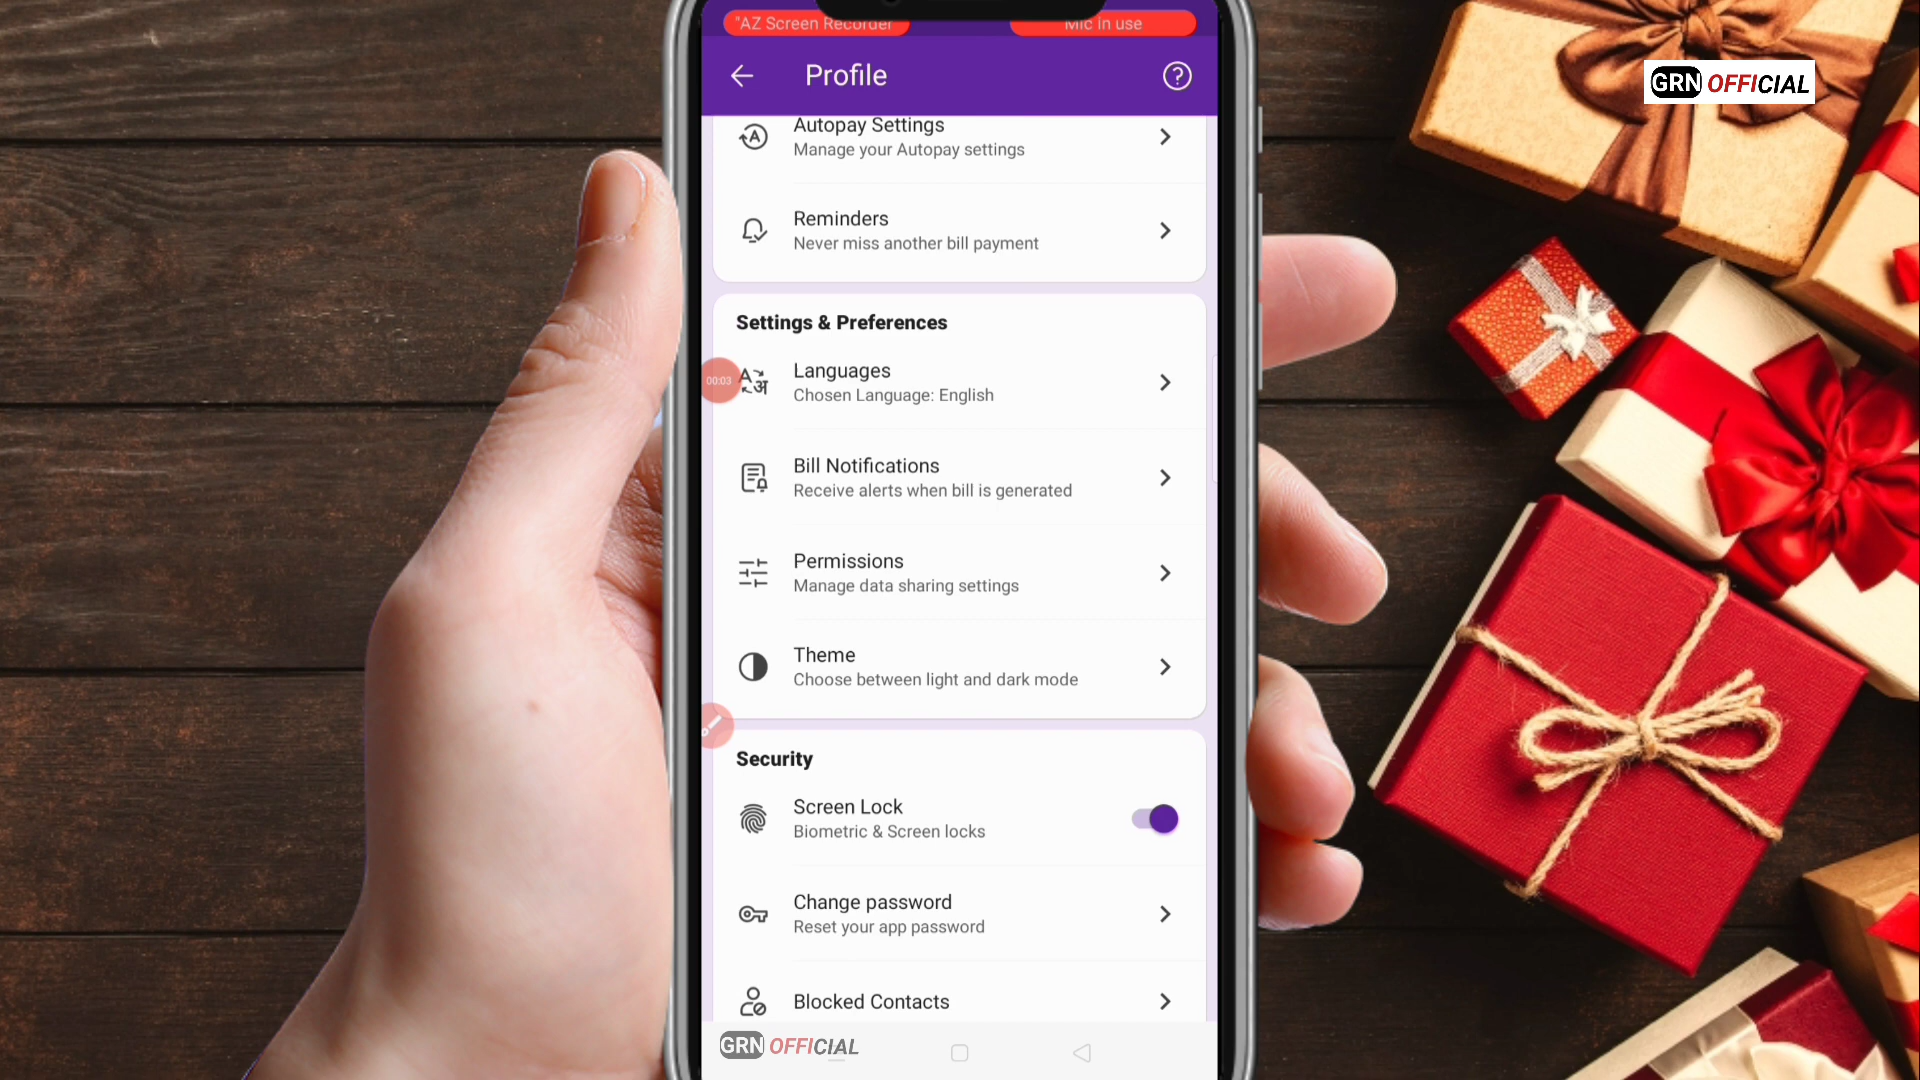 "AZ Screen Recorder
Mic in use
Profile
GRN OFFICIAL
Autopay Settings
Manage your Autopay settings
Reminders
Never miss another bill payment
Settings & Preferences
Languages
Chosen Language: English
00:03
Bill Notifications
Receive alerts when bill is generated
Permissions
Manage data sharing settings
Theme
Choose between light and dark mode
Security
Screen Lock
Biometric & Screen locks
Change password
Reset your app password
Blocked Contacts
GRN OFFICIAL